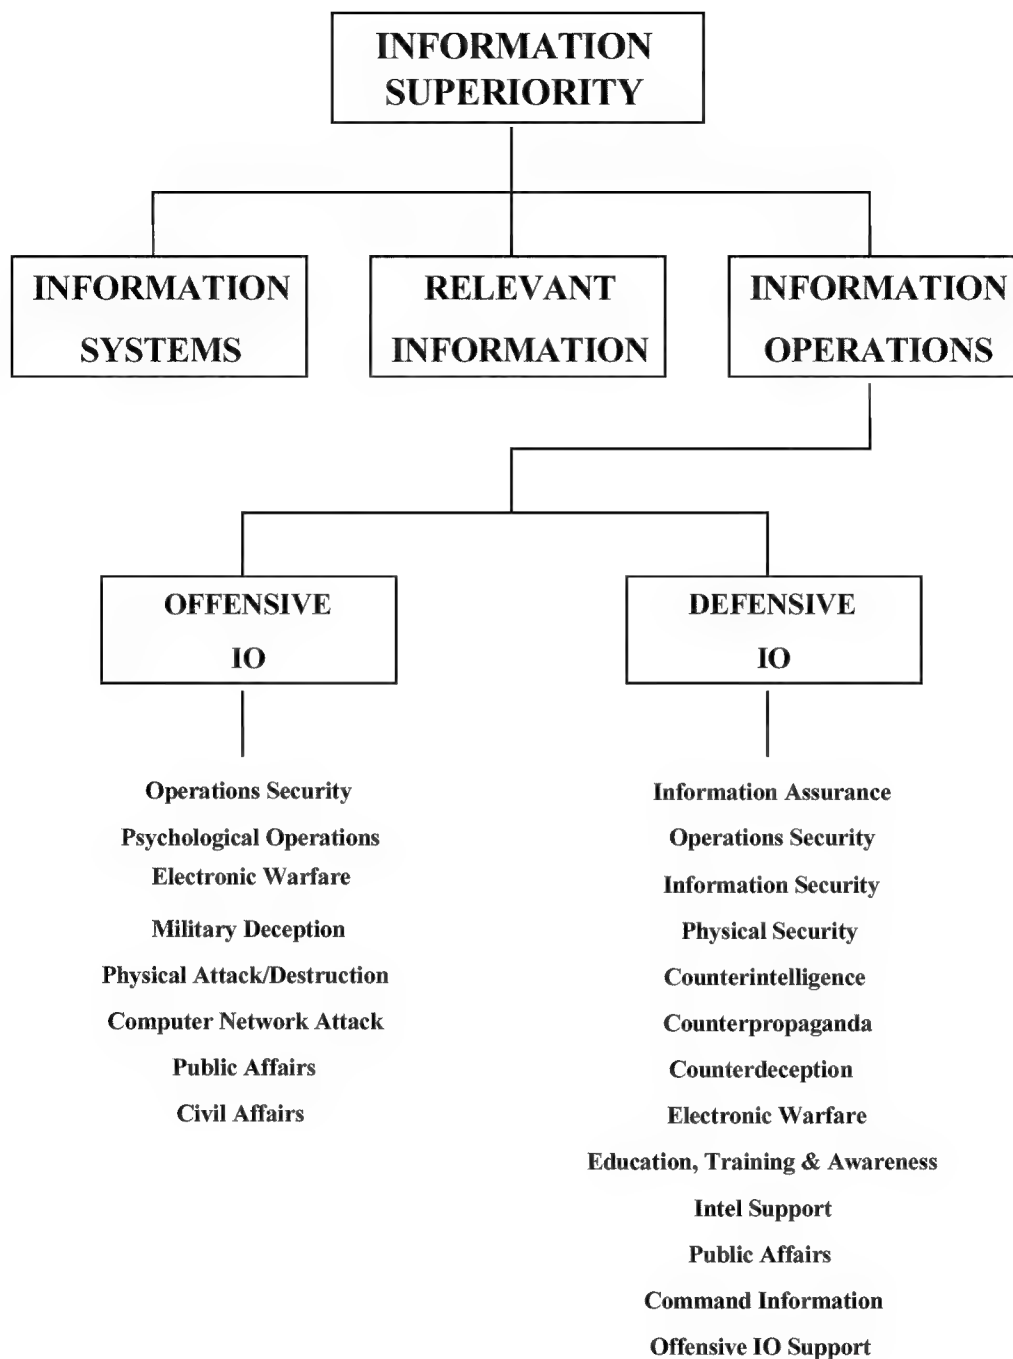 INFORMATION
SUPERIORITY
INFORMATION
SYSTEMS
RELEVANT
INFORMATION
INFORMATION
OPERATIONS
OFFENSIVE
IO
DEFENSIVE
IO
Operations Security
Psychological Operations
Electronic Warfare
Military Deception
Physical Attack/Destruction
Computer Network Attack
Public Affairs
Civil Affairs
Information Assurance
Operations Security
Information Security
Physical Security
Counterintelligence
Counterpropaganda
Counterdeception
Electronic Warfare
Education, Training & Awareness
Intel Support
Public Affairs
Command Information
Offensive IO Support